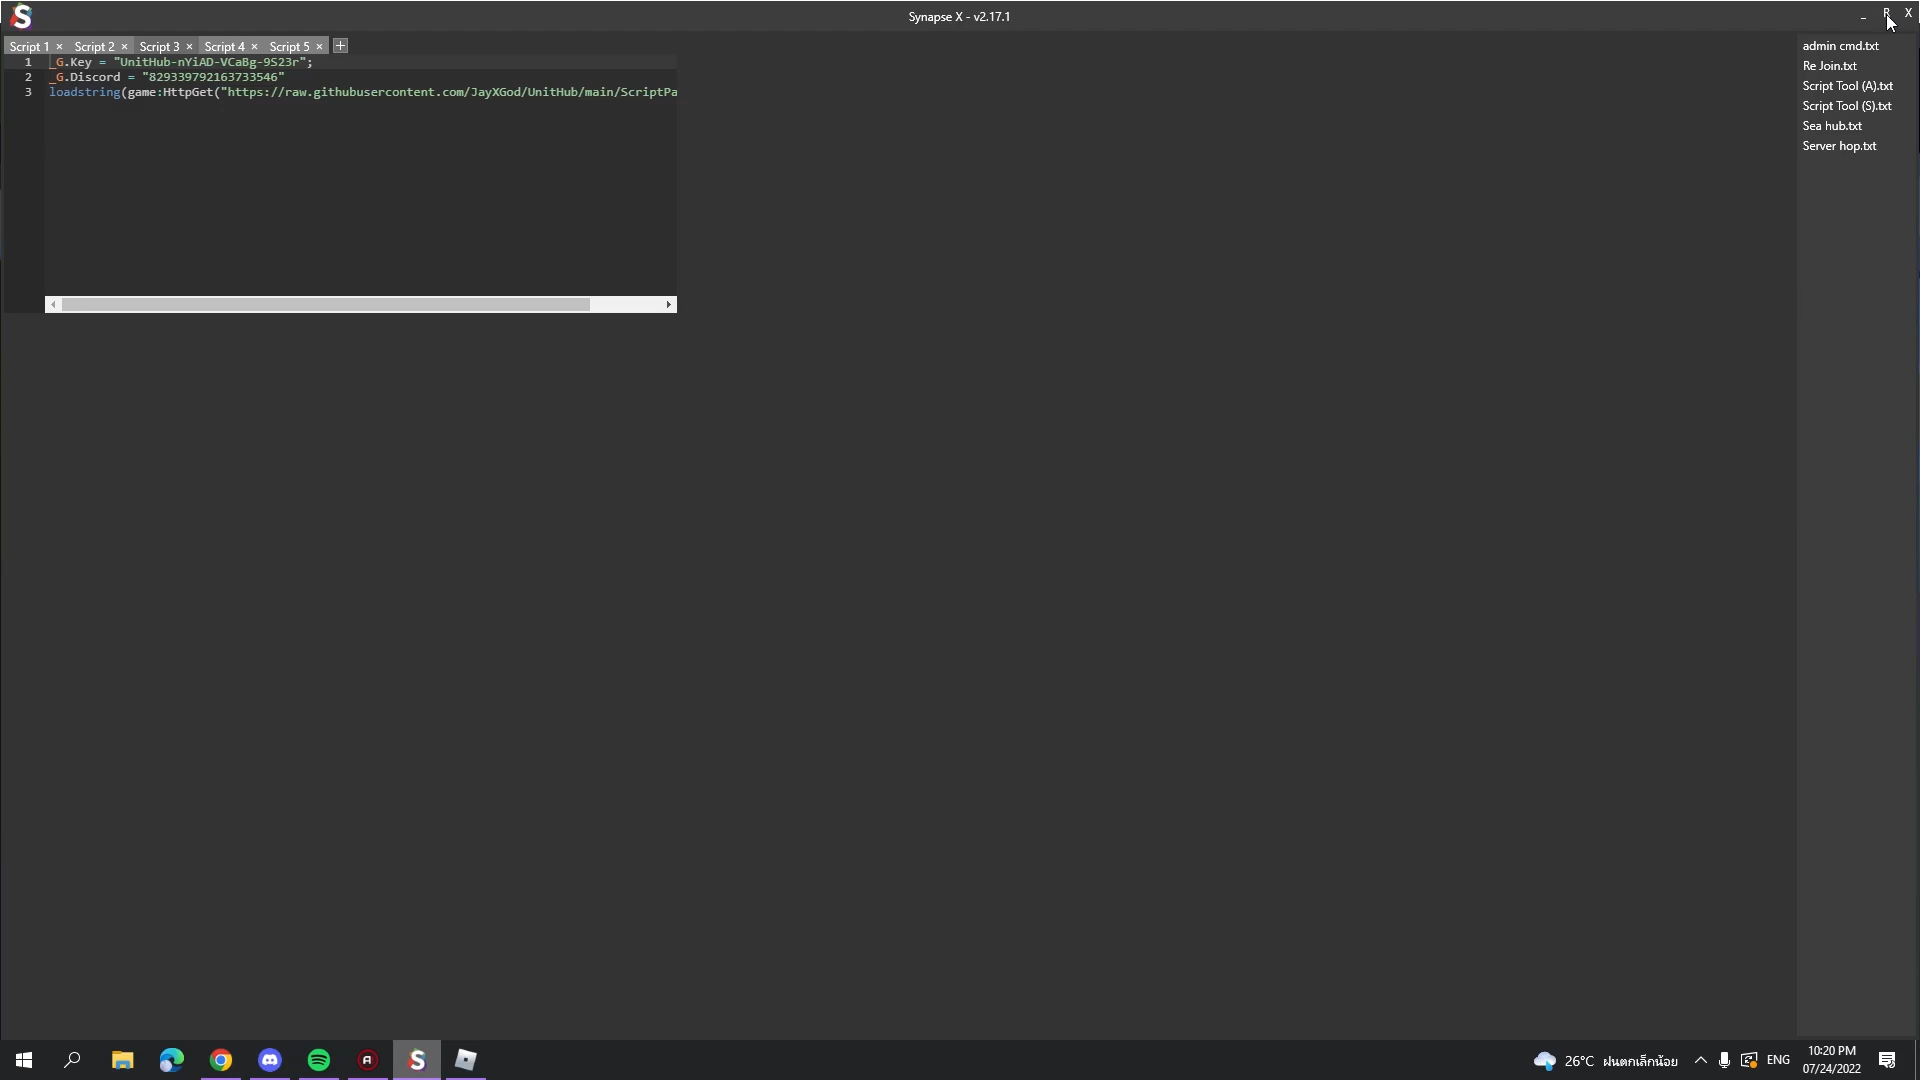 Synapse X - v2.17.1
_ R X
Script 1 × Script 2 × Script 3 × Script 4 × Script 5 × +
1 _G.Key = "UnitHub-nYiAD-VCaBg-9S23r";
2 _G.Discord = "829339792163733546"
3 loadstring(game:HttpGet("https://raw.githubusercontent.com/JayXGod/UnitHub/main/ScriptPa
admin cmd.txt
Re Join.txt
Script Tool (A).txt
Script Tool (S).txt
Sea hub.txt
Server hop.txt
26°C ฝนตกเล็กน้อย ENG
10:20 PM
07/24/2022